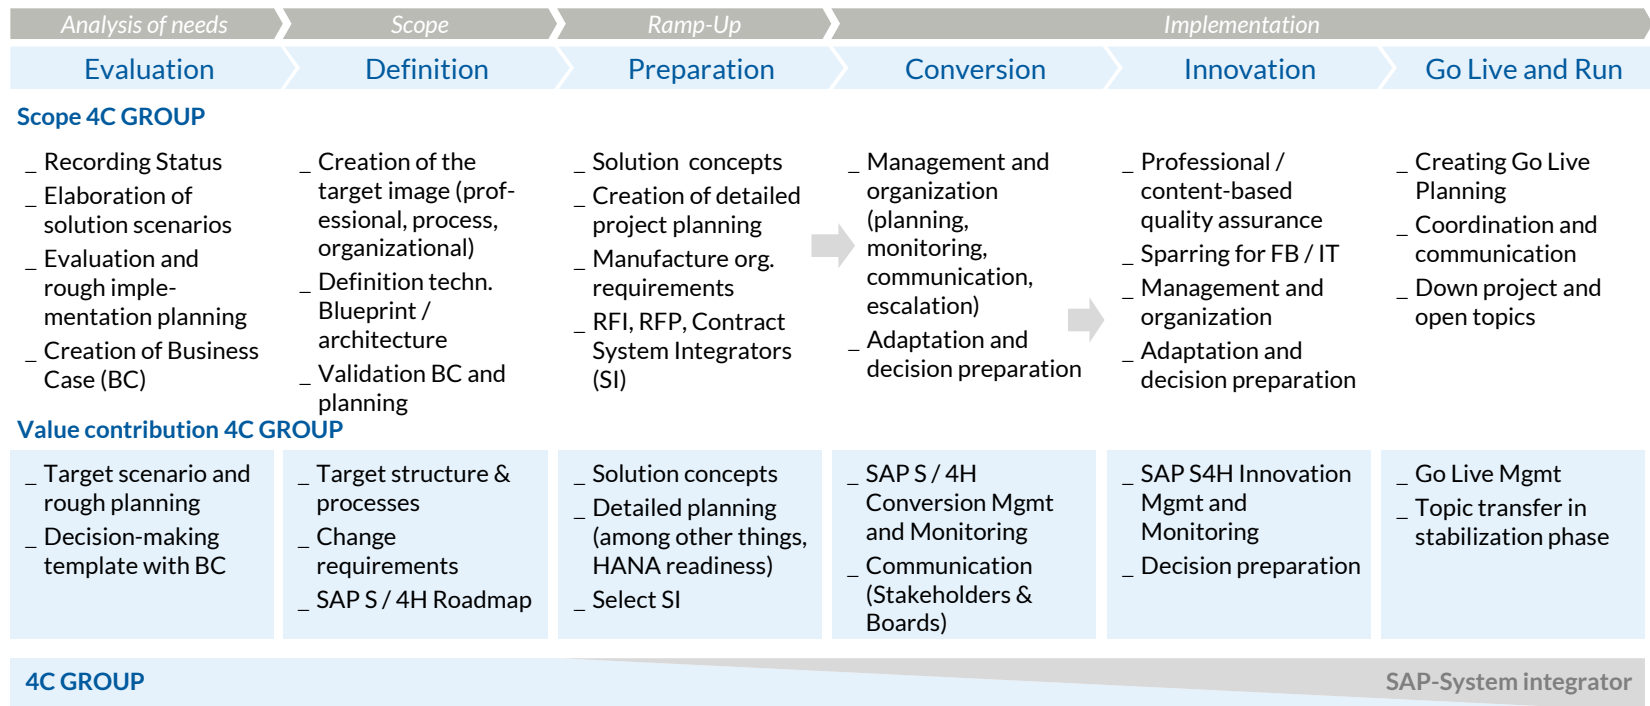 Analysis of needs
Scope
Ramp-Up
Implementation
Evaluation
Definition
Preparation
Conversion
Innovation
Go Live and Run
Scope 4C GROUP
_ Recording Status
_ Elaboration of
solution scenarios
_ Evaluation and
rough imple-
mentation planning
_ Creation of Business
Case (BC)
_ Creation of the
target image (prof-
essional, process,
organizational)
_ Definition techn.
Blueprint /
architecture
_ Validation BC and
planning
_ Solution concepts
_ Creation of detailed
project planning
_ Manufacture org.
requirements
_ RFI, RFP, Contract
System Integrators
(SI)
_ Management and
organization
(planning,
monitoring,
communication,
escalation)
_ Adaptation and
decision preparation
_ Professional /
content-based
quality assurance
_ Sparring for FB / IT
_ Management and
organization
_ Adaptation and
decision preparation
_ Creating Go Live
Planning
_ Coordination and
communication
_ Down project and
open topics
Value contribution 4C GROUP
_ Target scenario and
rough planning
_ Decision-making
template with BC
_ Target structure &
processes
_ Change
requirements
_ SAP S / 4H Roadmap
_ Solution concepts
_ Detailed planning
(among other things,
HANA readiness)
_ Select SI
_ SAP S / 4H
Conversion Mgmt
and Monitoring
_ Communication
(Stakeholders &
Boards)
_ SAP S4H Innovation
Mgmt and
Monitoring
_ Decision preparation
_ Go Live Mgmt
_ Topic transfer in
stabilization phase
4C GROUP
SAP-System integrator